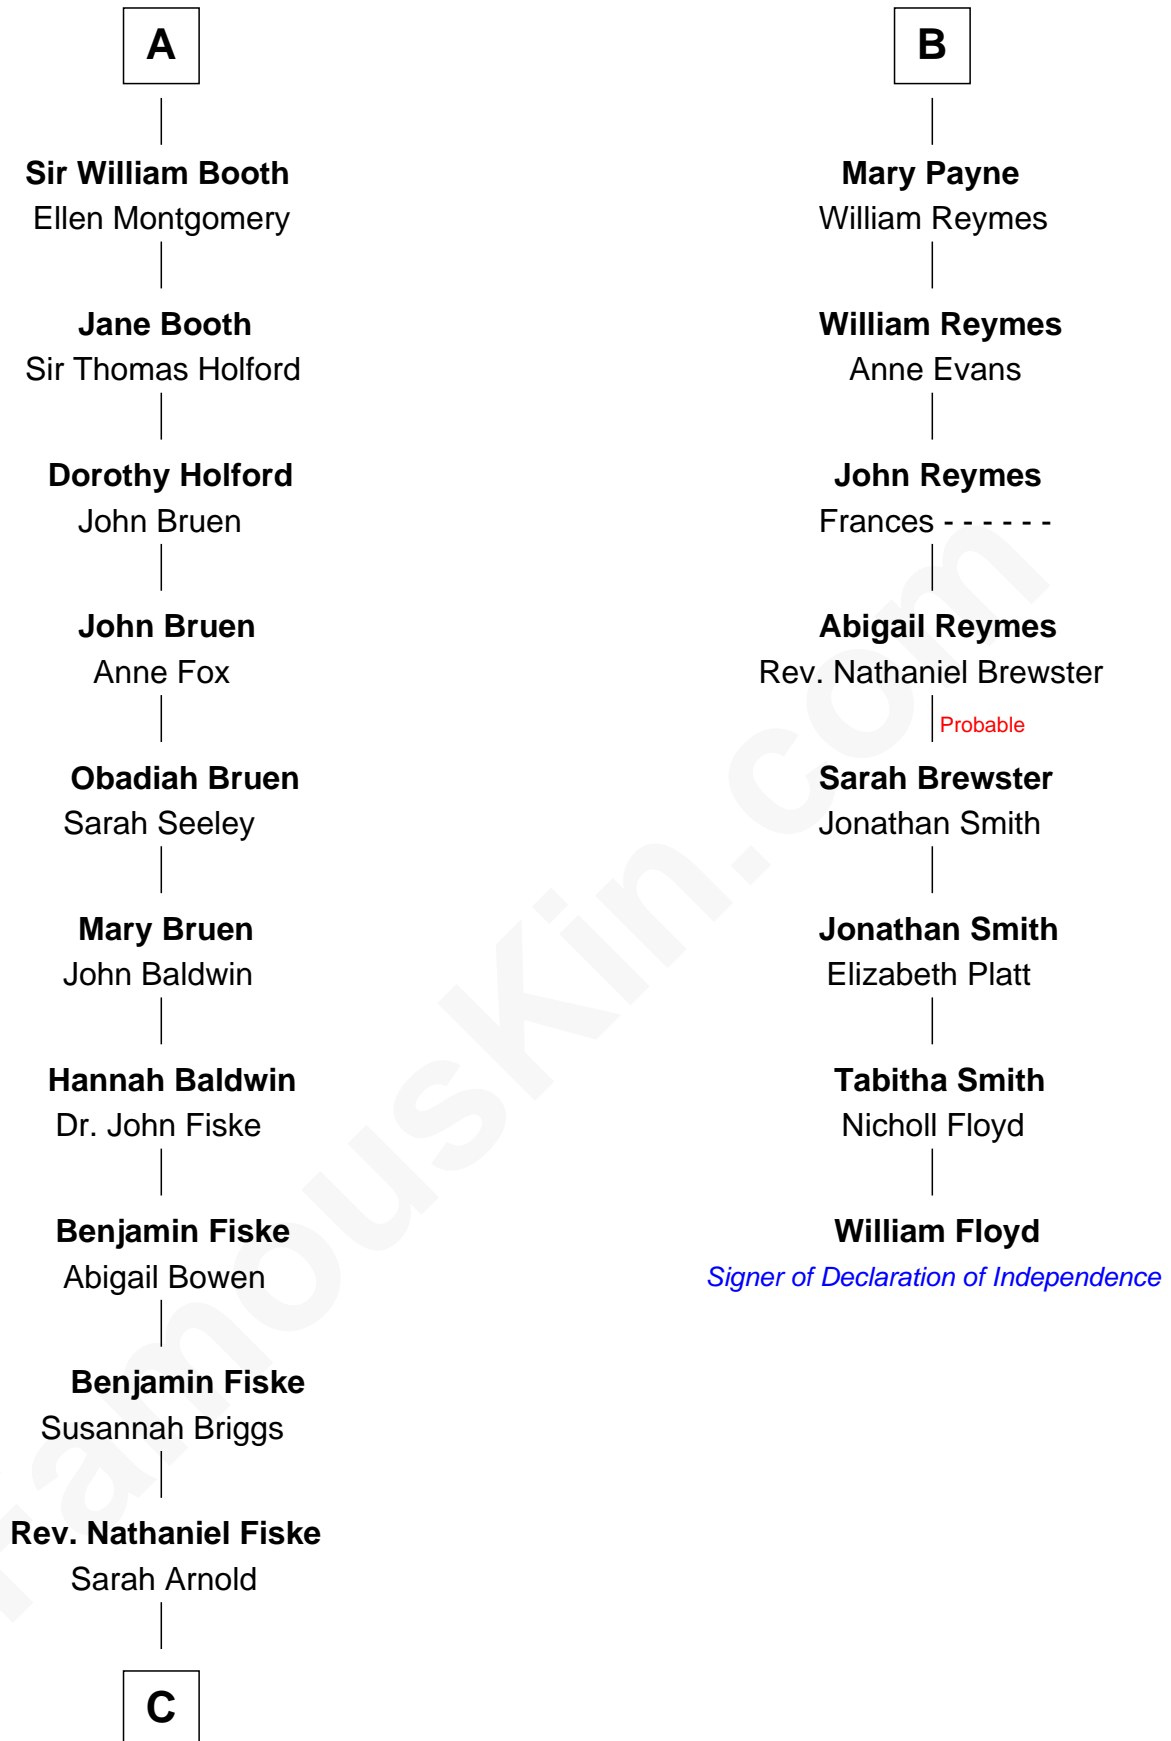 A
Sir William Booth
Ellen Montgomery
Jane Booth
Sir Thomas Holford
Dorothy Holford
John Bruen
John Bruen
Anne Fox
Obadiah Bruen
Sarah Seeley
Mary Bruen
John Baldwin
Hannah Baldwin
Dr. John Fiske
Benjamin Fiske
Abigail Bowen
Benjamin Fiske
Susannah Briggs
Rev. Nathaniel Fiske
Sarah Arnold
C
B
Mary Payne
William Reymes
William Reymes
Anne Evans
John Reymes
Frances - - - - - -
Abigail Reymes
Rev. Nathaniel Brewster
Probable
Sarah Brewster
Jonathan Smith
Jonathan Smith
Elizabeth Platt
Tabitha Smith
Nicholl Floyd
William Floyd
Signer of Declaration of Independence
FamousKin.com